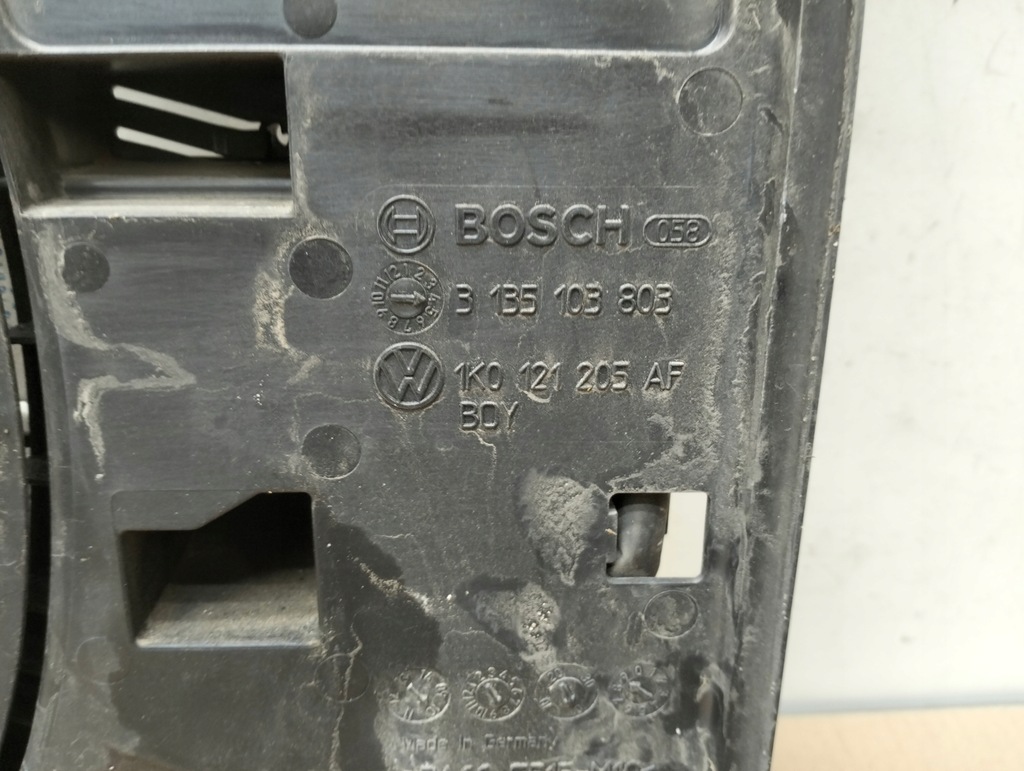 BOSCH 058
3 135 103 803
1K0 121 205 AF
BOY
Made in Germany